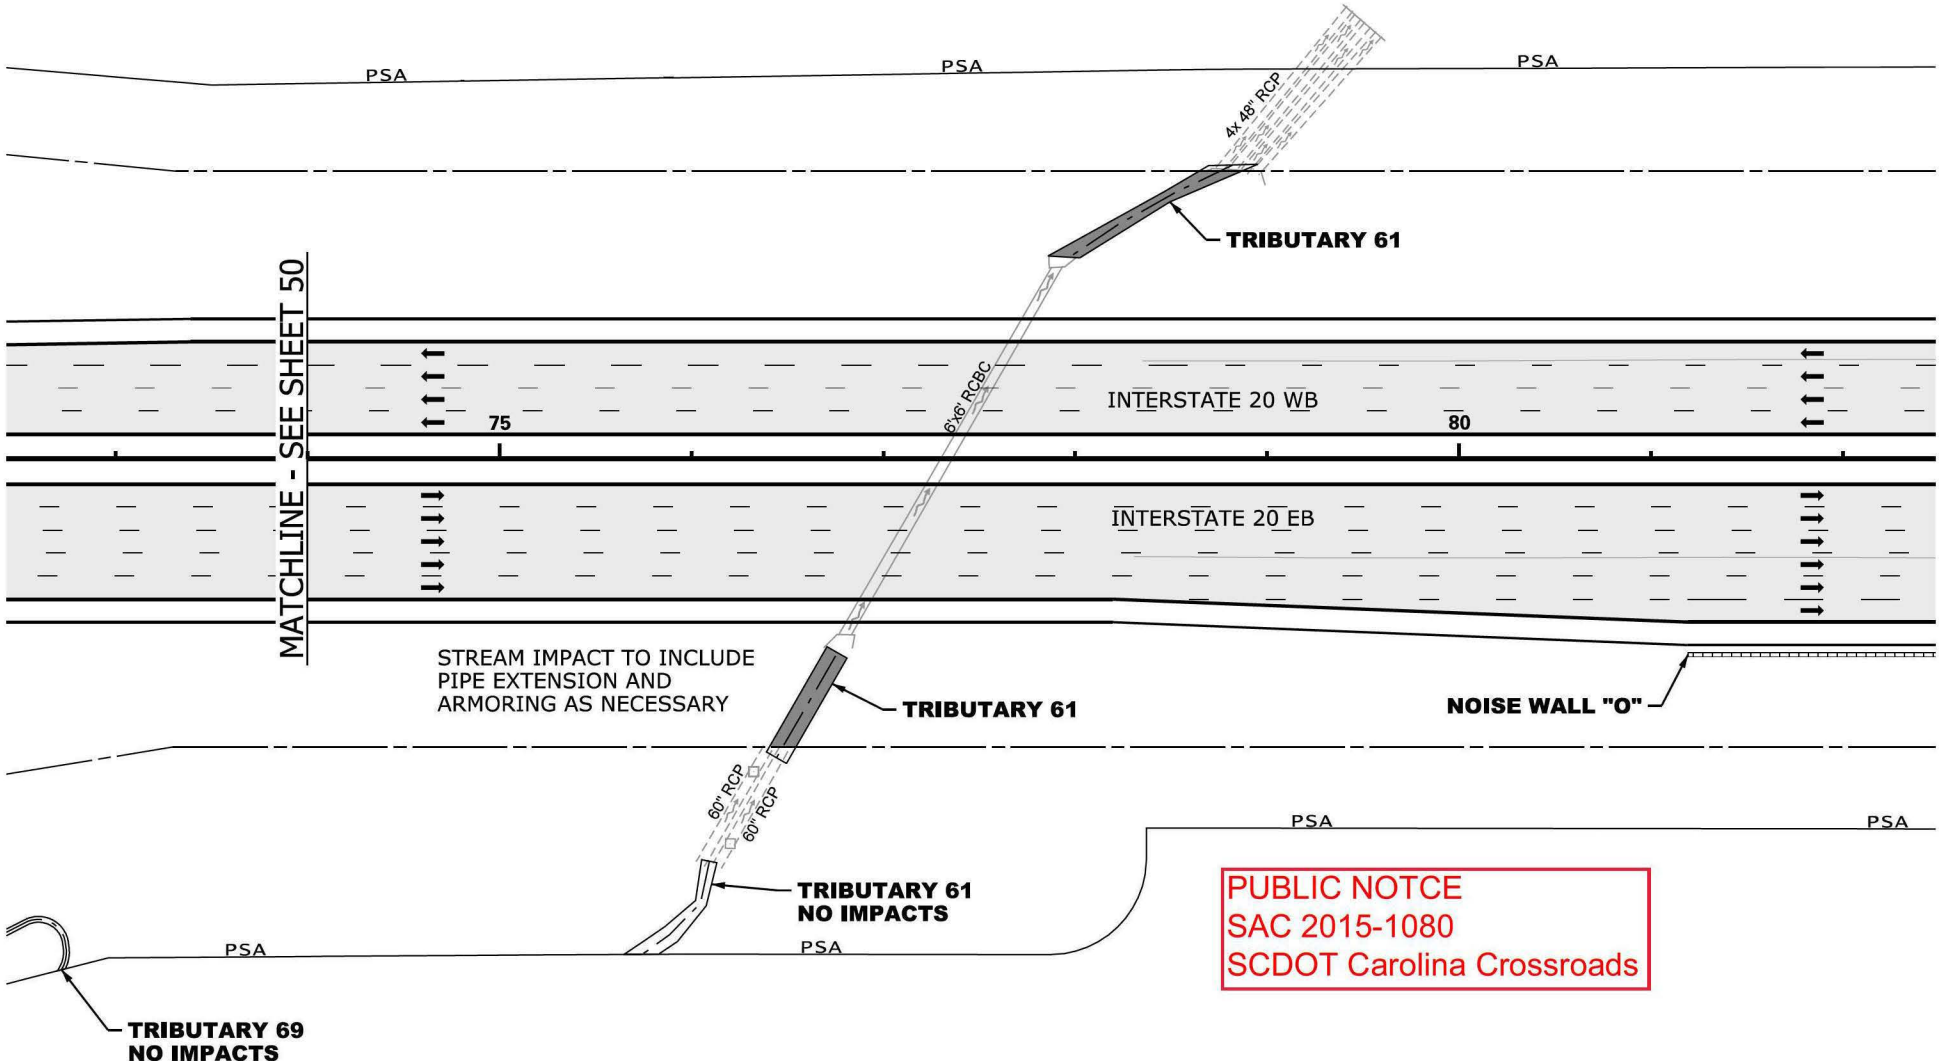 PSA
PSA
PSA
4x 48" RCP
TRIBUTARY 61
MATCHLINE - SEE SHEET 50
6'x6' RCBC
INTERSTATE 20 WB
75
80
INTERSTATE 20 EB
STREAM IMPACT TO INCLUDE
PIPE EXTENSION AND
ARMORING AS NECESSARY
TRIBUTARY 61
NOISE WALL "O"
60" RCP
60" RCP
PSA
PSA
TRIBUTARY 61
NO IMPACTS
PUBLIC NOTCE
SAC 2015-1080
SCDOT Carolina Crossroads
PSA
PSA
TRIBUTARY 69
NO IMPACTS